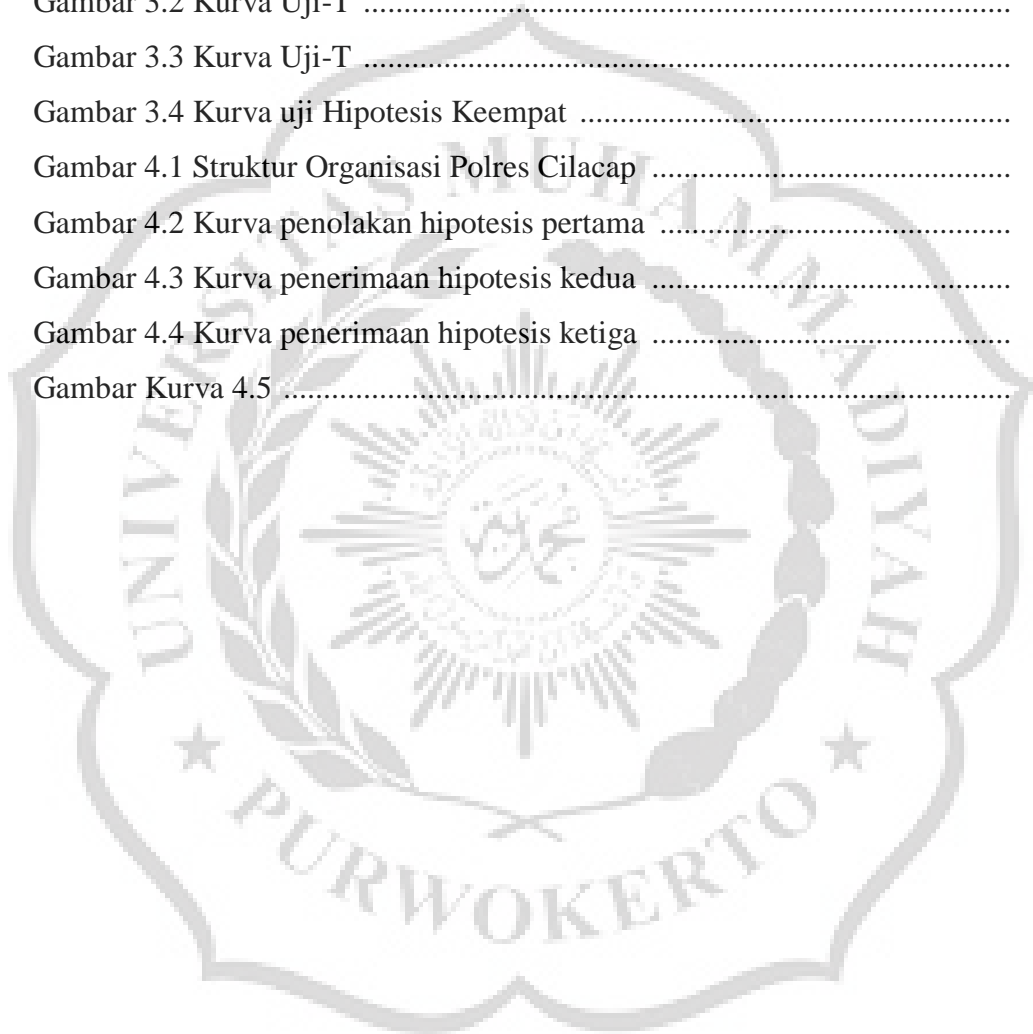 Gambar 3.2 Kurva Uji-T ................................................................................
Gambar 3.3 Kurva Uji-T ................................................................................
Gambar 3.4 Kurva uji Hipotesis Keempat .....................................................
Gambar 4.1 Struktur Organisasi Polres Cilacap ............................................
Gambar 4.2 Kurva penolakan hipotesis pertama ...........................................
Gambar 4.3 Kurva penerimaan hipotesis kedua ............................................
Gambar 4.4 Kurva penerimaan hipotesis ketiga ............................................
Gambar Kurva 4.5 ..........................................................................................
UNIVERSITAS MUHAMMADIYAH
PURWOKERTO